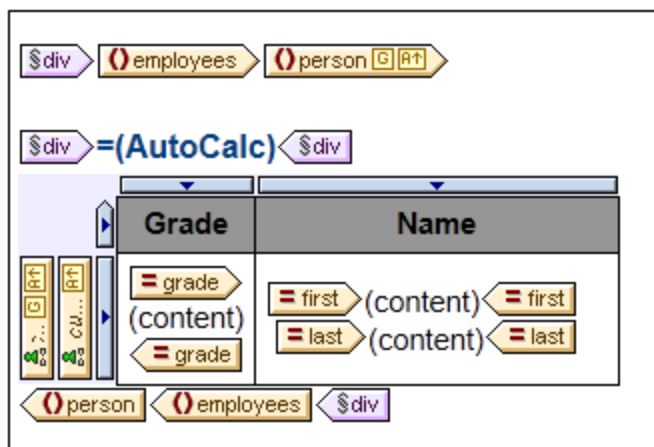 §div () employees () person G A↑
§div =(AutoCalc) §div
Grade Name
= grade = first (content) = first
(content) = last (content) = last
= grade
() person () employees §div